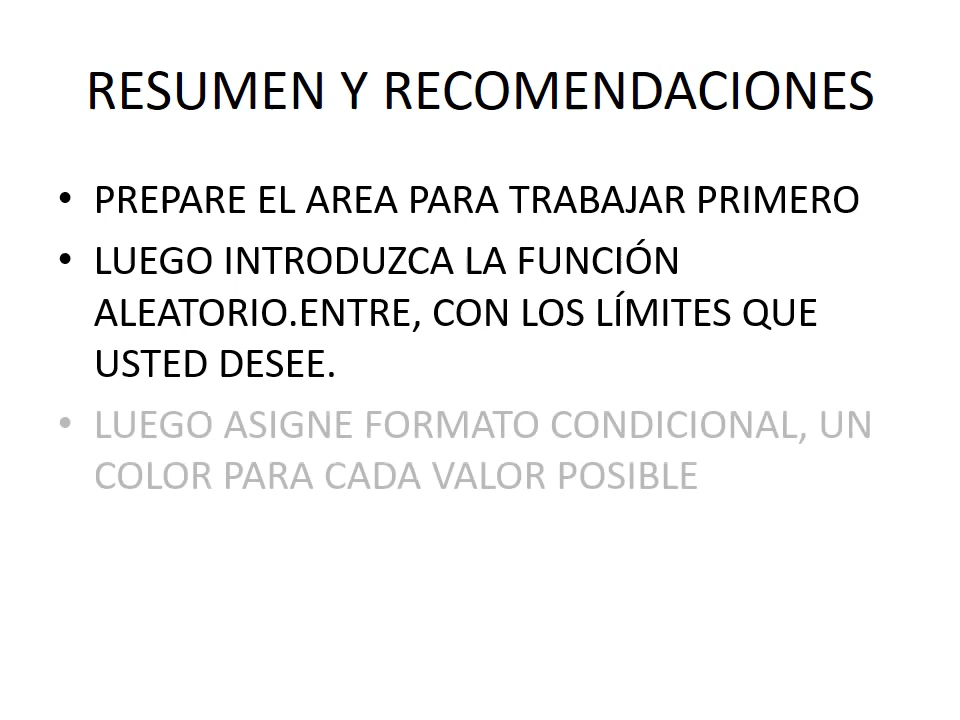 RESUMEN Y RECOMENDACIONES
• PREPARE EL AREA PARA TRABAJAR PRIMERO
• LUEGO INTRODUZCA LA FUNCIÓN
ALEATORIO.ENTRE, CON LOS LÍMITES QUE
USTED DESEE.
• LUEGO ASIGNE FORMATO CONDICIONAL, UN
COLOR PARA CADA VALOR POSIBLE